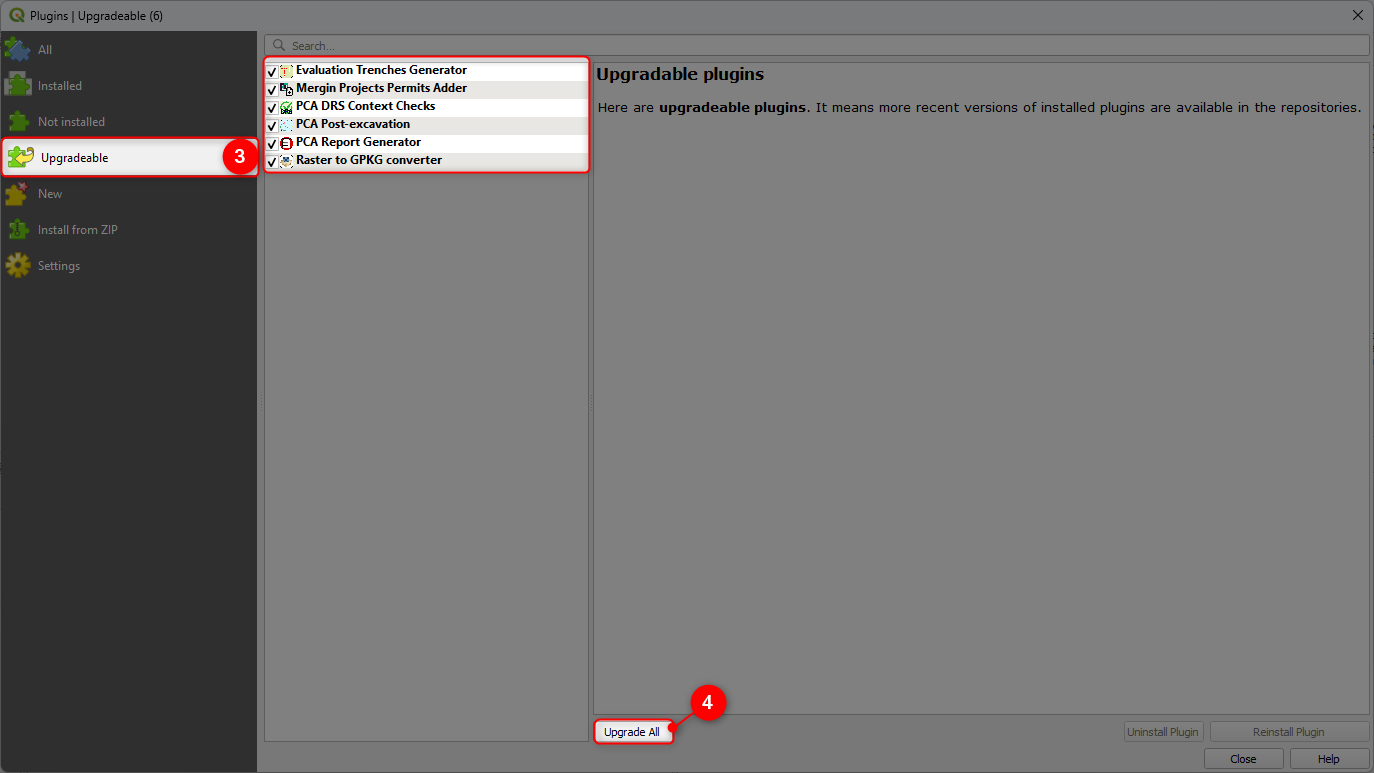 Plugins | Upgradeable (6)
All
Installed
Not installed
Upgradeable
3
New
Install from ZIP
Settings
Search...
Evaluation Trenches Generator
Mergin Projects Permits Adder
PCA DRS Context Checks
PCA Post-excavation
PCA Report Generator
Raster to GPKG converter
Upgradable plugins
Here are upgradeable plugins. It means more recent versions of installed plugins are available in the repositories.
4
Upgrade All
Uninstall Plugin
Reinstall Plugin
Close
Help